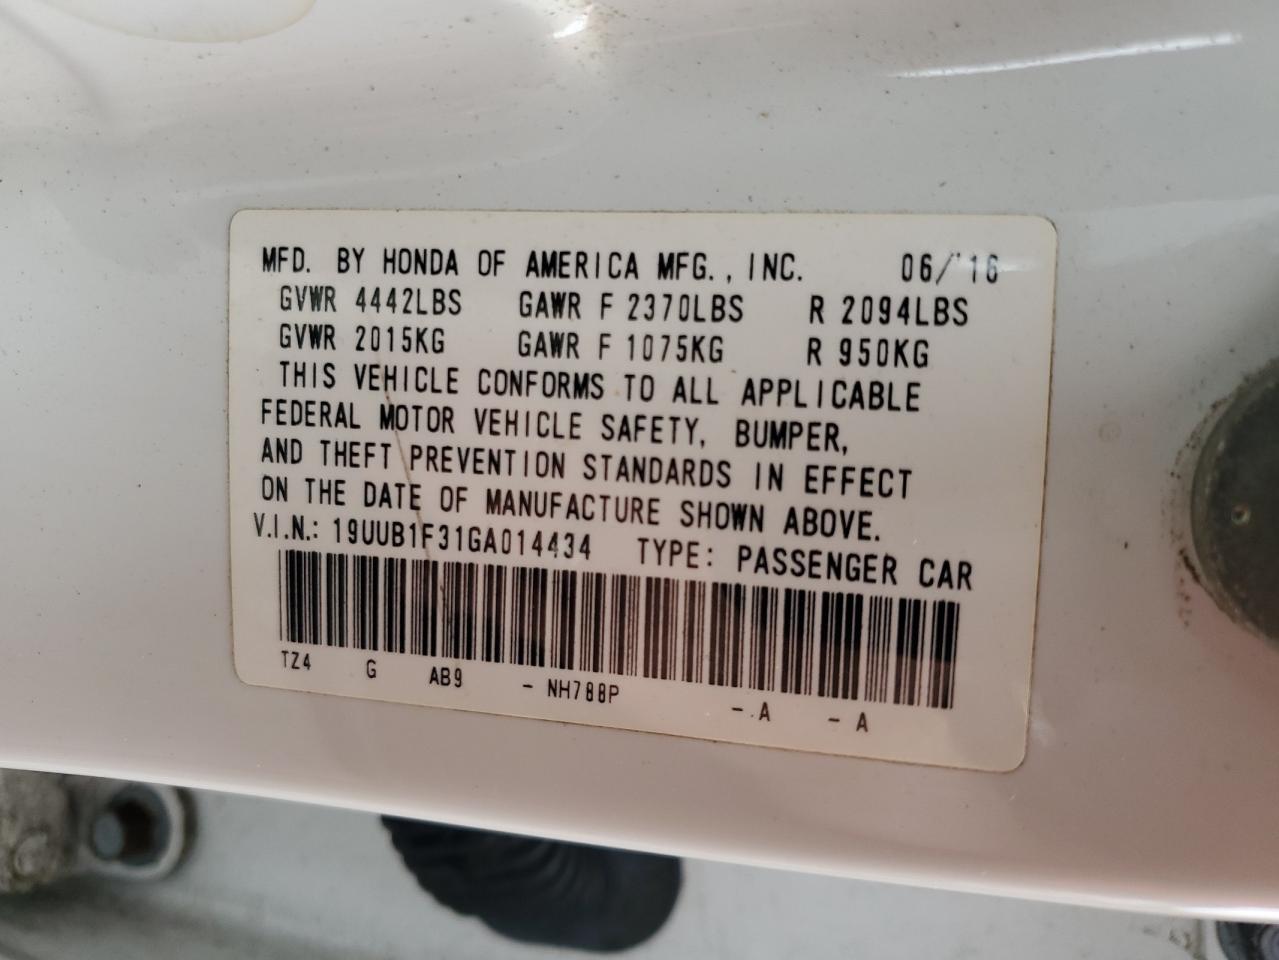 MFD. BY HONDA OF AMERICA MFG., INC. 06/'16
GVWR 4442LBS GAWR F 2370LBS R 2094LBS
GVWR 2015KG GAWR F 1075KG R 950KG
THIS VEHICLE CONFORMS TO ALL APPLICABLE
FEDERAL MOTOR VEHICLE SAFETY, BUMPER,
AND THEFT PREVENTION STANDARDS IN EFFECT
ON THE DATE OF MANUFACTURE SHOWN ABOVE.
V.I.N.: 19UUB1F31GA014434 TYPE: PASSENGER CAR
TZ4 G AB9 - NH788P - A - A